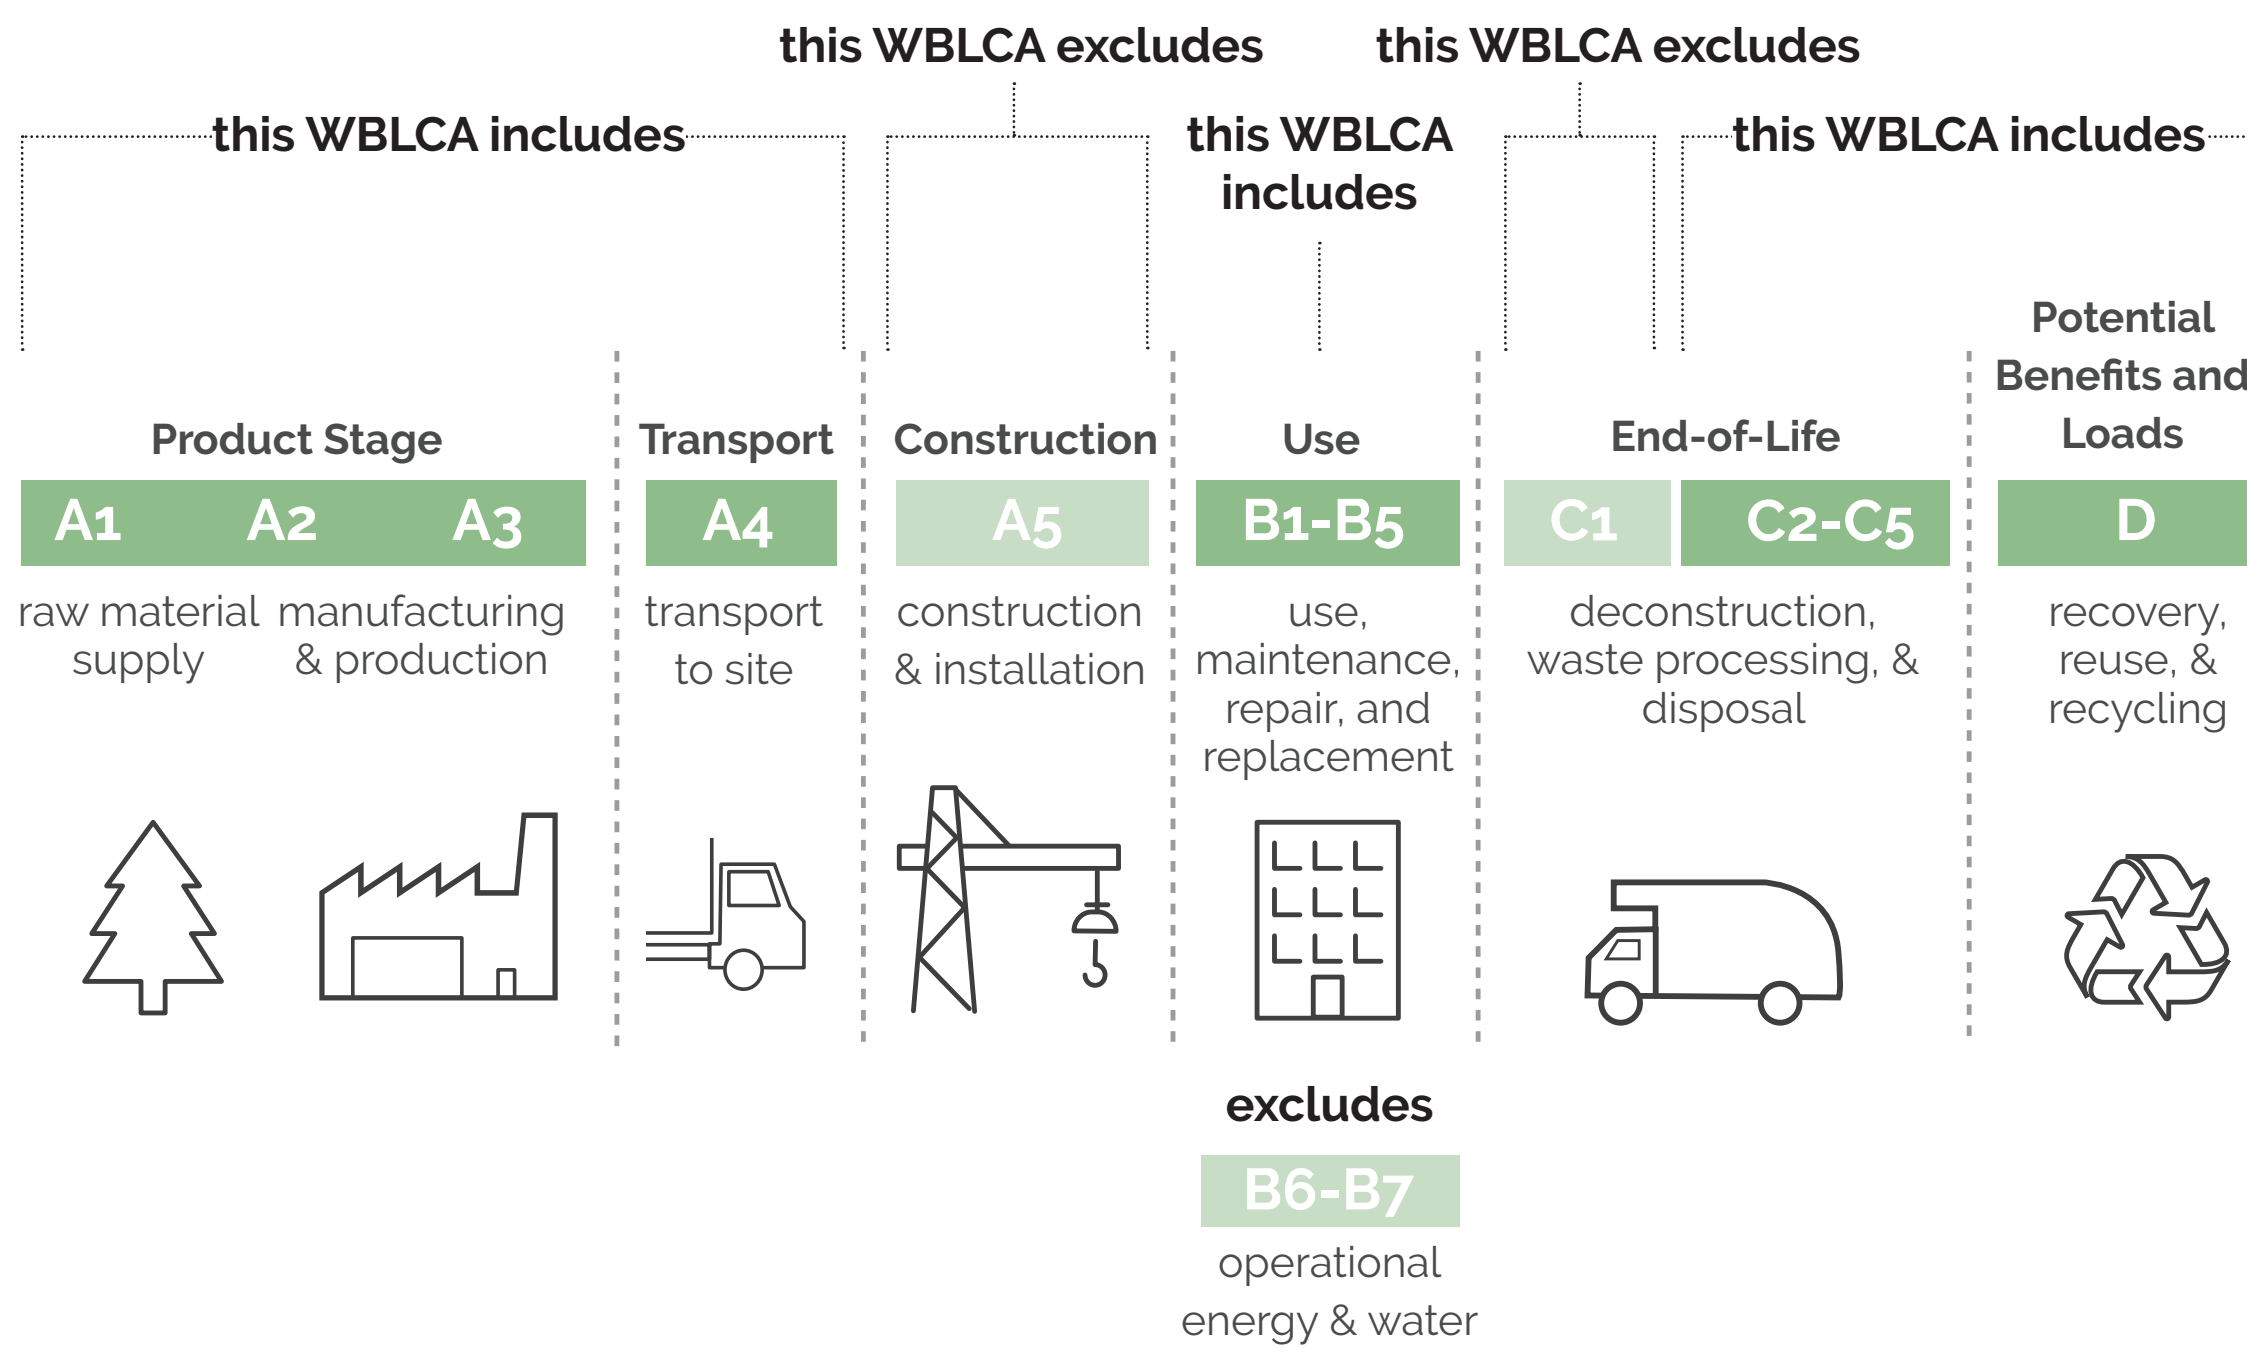 this WBLCA excludes
this WBLCA excludes
this WBLCA includes
this WBLCA
includes
this WBLCA includes
Product Stage
A1 A2 A3
raw material
supply
manufacturing
& production
Transport
A4
transport
to site
Construction
A5
construction
& installation
Use
B1-B5
use,
maintenance,
repair, and
replacement
excludes
B6-B7
operational
energy & water
End-of-Life
C1 C2-C5
deconstruction,
waste processing, &
disposal
Potential
Benefits and
Loads
D
recovery,
reuse, &
recycling